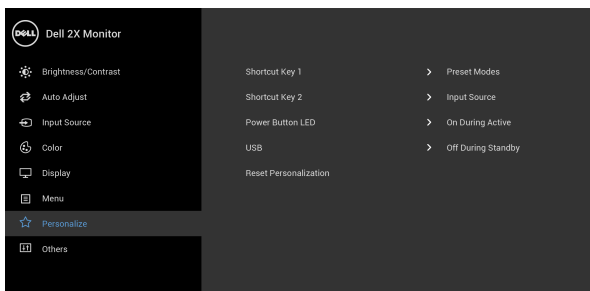 DELL Dell 2X Monitor
Brightness/Contrast
Auto Adjust
Input Source
Color
Display
Menu
Personalize
Others
Shortcut Key 1 > Preset Modes
Shortcut Key 2 > Input Source
Power Button LED > On During Active
USB > Off During Standby
Reset Personalization